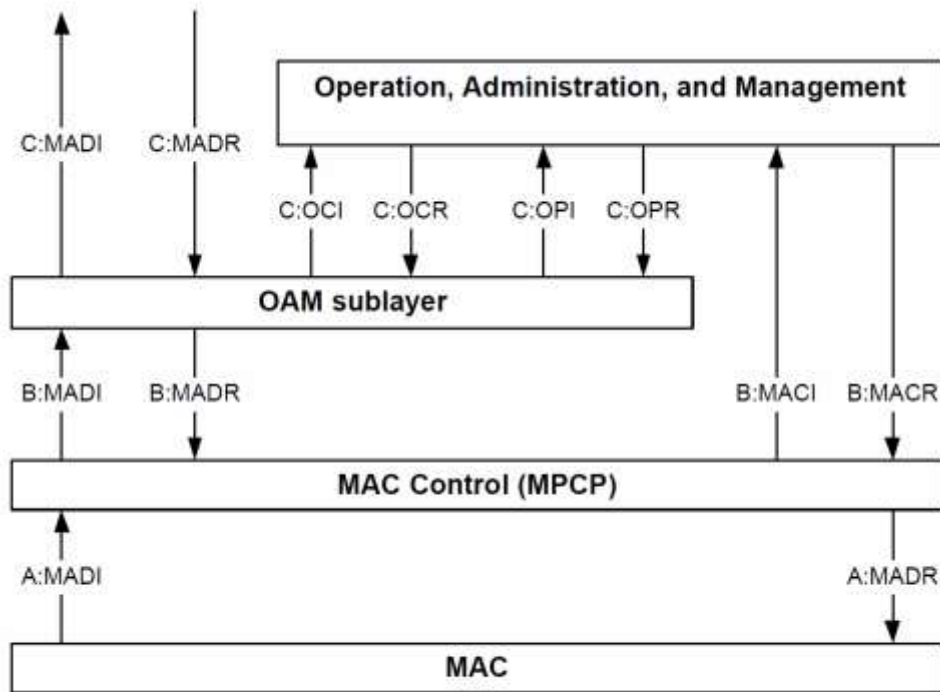 Operation, Administration, and Management
C:MADI
C:MADR
C:OCI
C:OCR
C:OPI
C:OPR
OAM sublayer
B:MADI
B:MADR
B:MACI
B:MACR
MAC Control (MPCP)
A:MADI
A:MADR
MAC